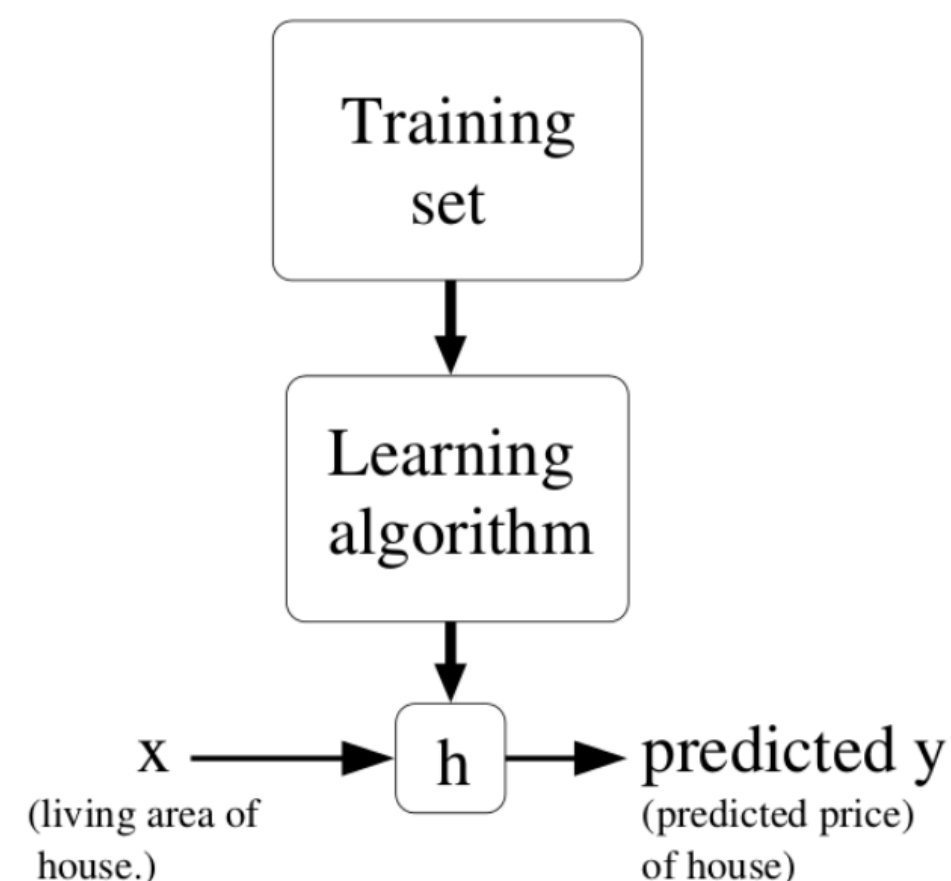 Training
set
Learning
algorithm
x
h
predicted y
(living area of
house.)
(predicted price)
of house)